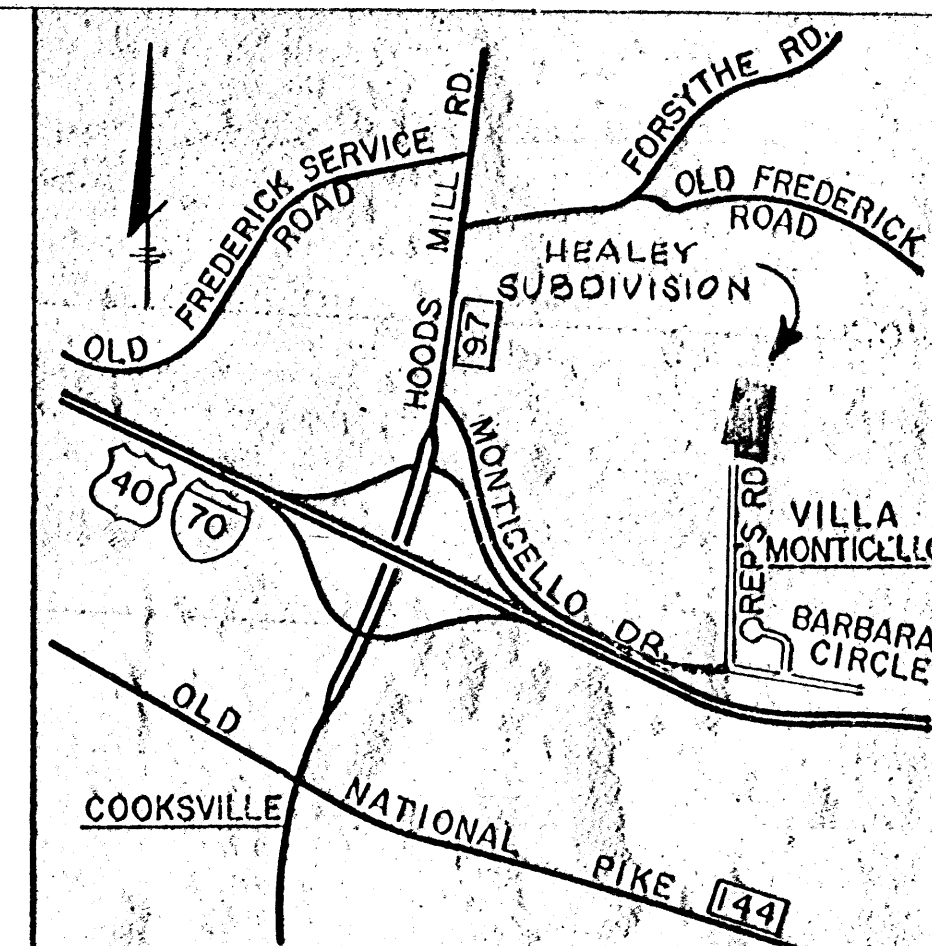 FORSYTHE RD.
HOODS MILL RD.
OLD FREDERICK SERVICE
ROAD
OLD FREDERICK
ROAD
HEALEY
SUBDIVISION
97
MONTICELLO DR.
40
70
REP'S RD
VILLA
MONTICELLO
BARBARA
CIRCLE
OLD NATIONAL PIKE
144
COOKSVILLE